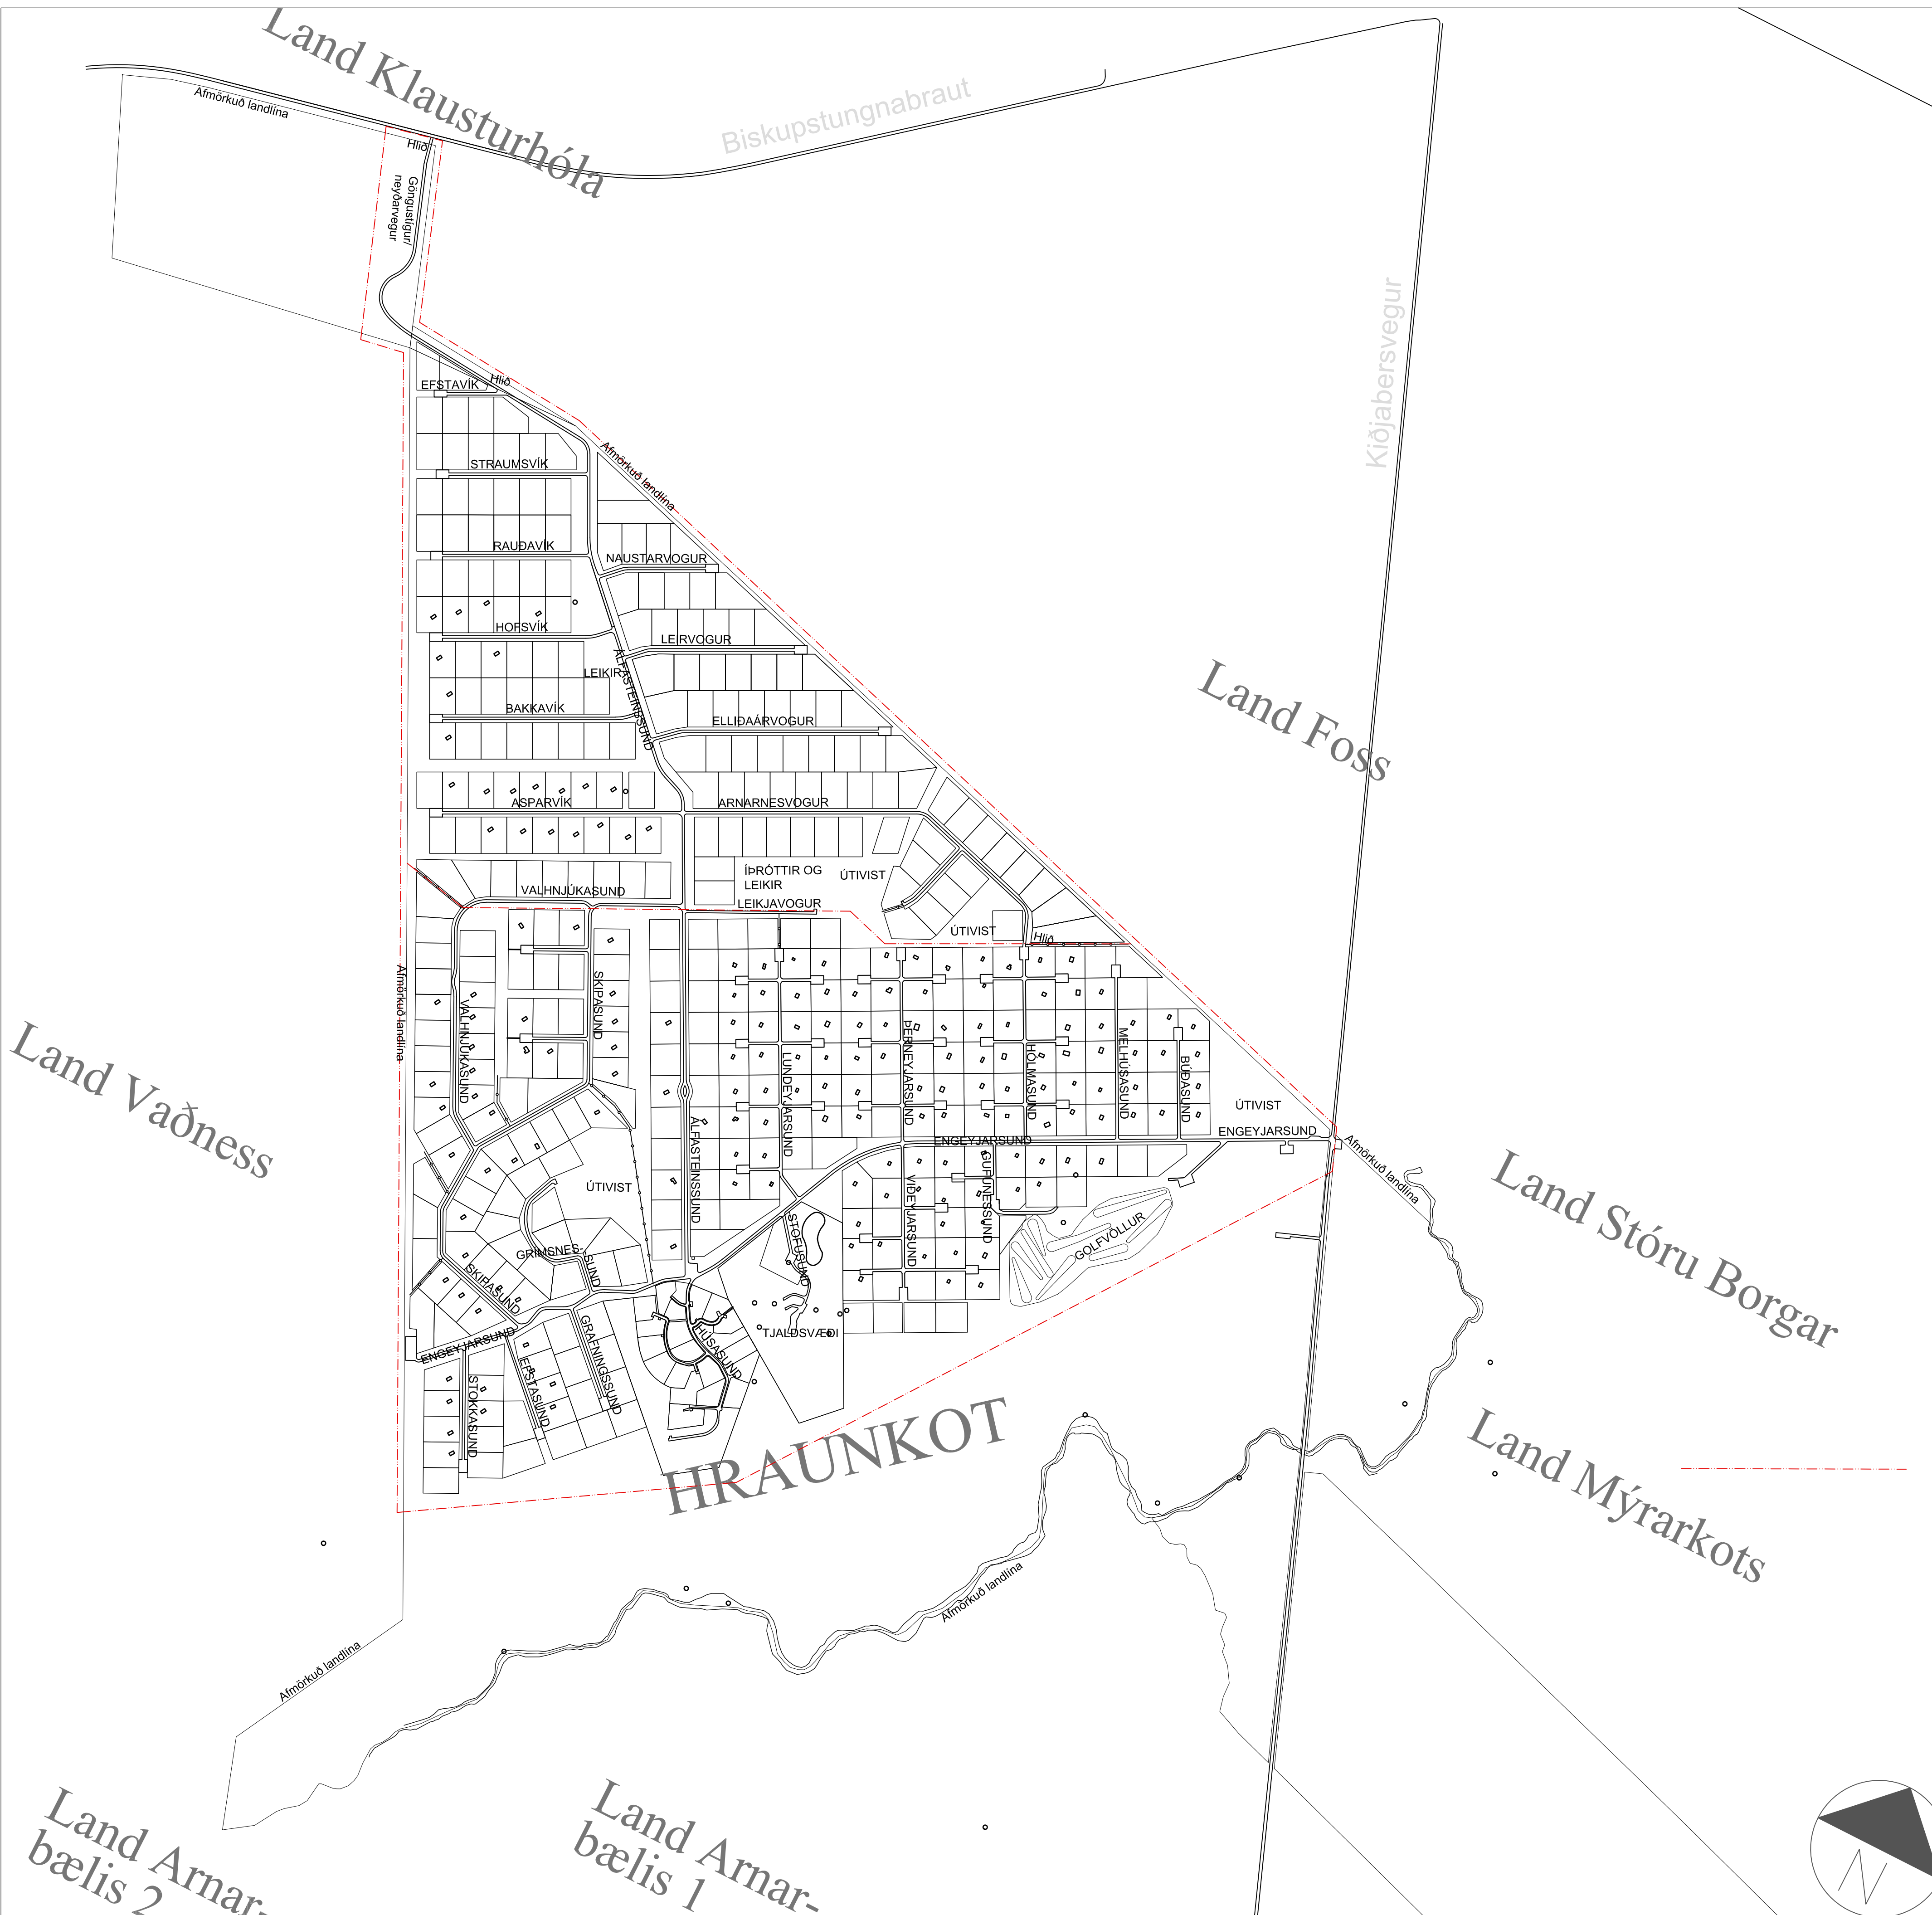 Land Klausturhóla
Afmörkuð landlína
Biskupstungnabraut
Hlið
Göngustígur/
neyðarvegur
Kiðjabersvegur
EFSTAVÍK
Hlið
Afmörkuð landlína
STRAUMSVÍK
RAUÐAVÍK
NAUSTARVOGUR
HOFSVÍK
LEIRVOGUR
LEIKIR
ÁLFASTEINSSUND
BAKKAVÍK
ELLIÐAÁRVOGUR
Land Foss
ASPARVÍK
ARNARNESVOGUR
ÍÞRÓTTIR OG
LEIKIR
ÚTIVIST
VALHNJÚKASUND
LEIKJAVOGUR
ÚTIVIST
Hlið
Afmörkuð landlína
SKIPASUND
VALHNJÚKASUND
Land Vaðness
LUNDEYJARSUND
ÞERNEYJARSUND
HÓLMASUND
MELHÚSASUND
BÚÐASUND
ÚTIVIST
ENGEYJARSUND
ENGEYJARSUND
Afmörkuð landlína
ÁLFASTEINSSUND
ÚTIVIST
VIÐEYJARSUND
GUFUNESSUND
Land Stóru Borgar
STOFUSUND
GOLFVÖLLUR
GRÍMSNES-
SUND
SKIPASUND
ENGEYJARSUND
GRAFNINGSSUND
HÚSASUND
TJALDSVÆÐI
EFSTASUND
STOKKASUND
HRAUNKOT
Land Mýrarkots
Afmörkuð landlína
Afmörkuð landlína
Land Arnar-
bælis 2
Land Arnar-
bælis 1
N